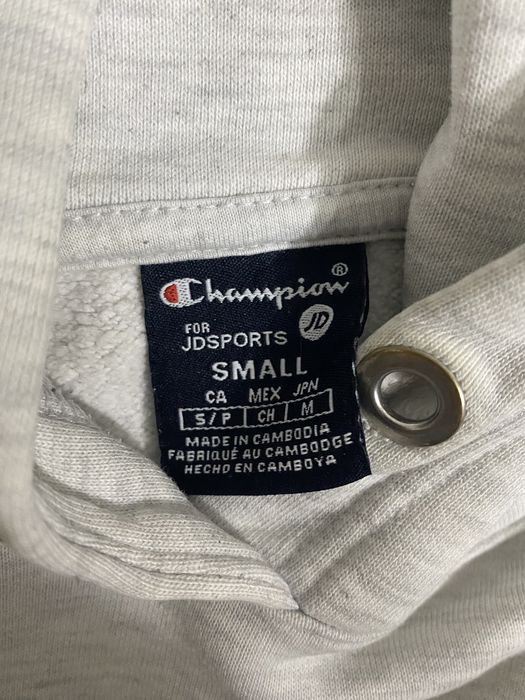 Champion®
FOR
JDSPORTS JD
SMALL
CA MEX JPN
S/P CH M
MADE IN CAMBODIA
FABRIQUÉ AU CAMBODGE
HECHO EN CAMBOYA